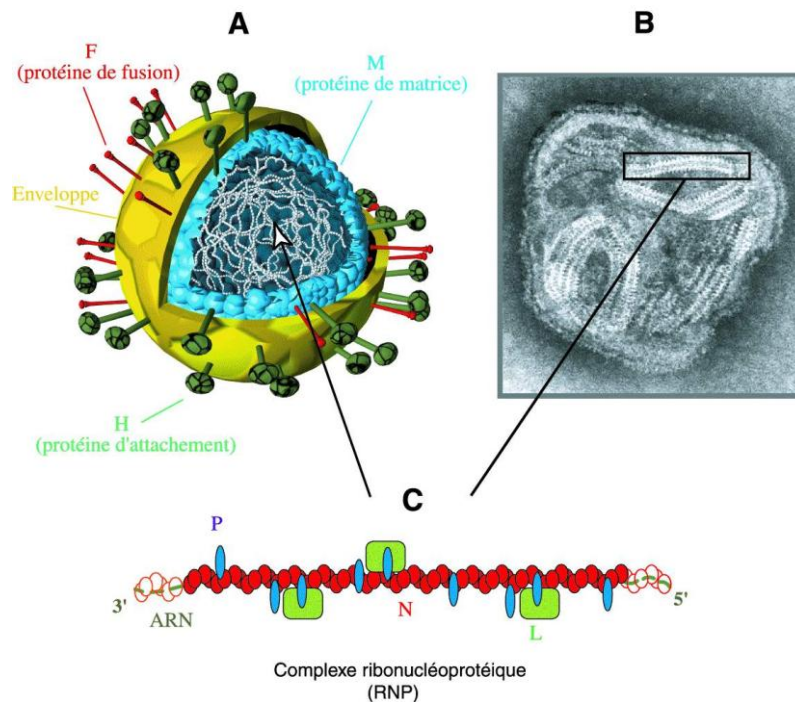 A
B
F
(protéine de fusion)
M
(protéine de matrice)
Enveloppe
H
(protéine d'attachement)
C
P
3'
ARN
N
L
5'
Complexe ribonucléoprotéique
(RNP)